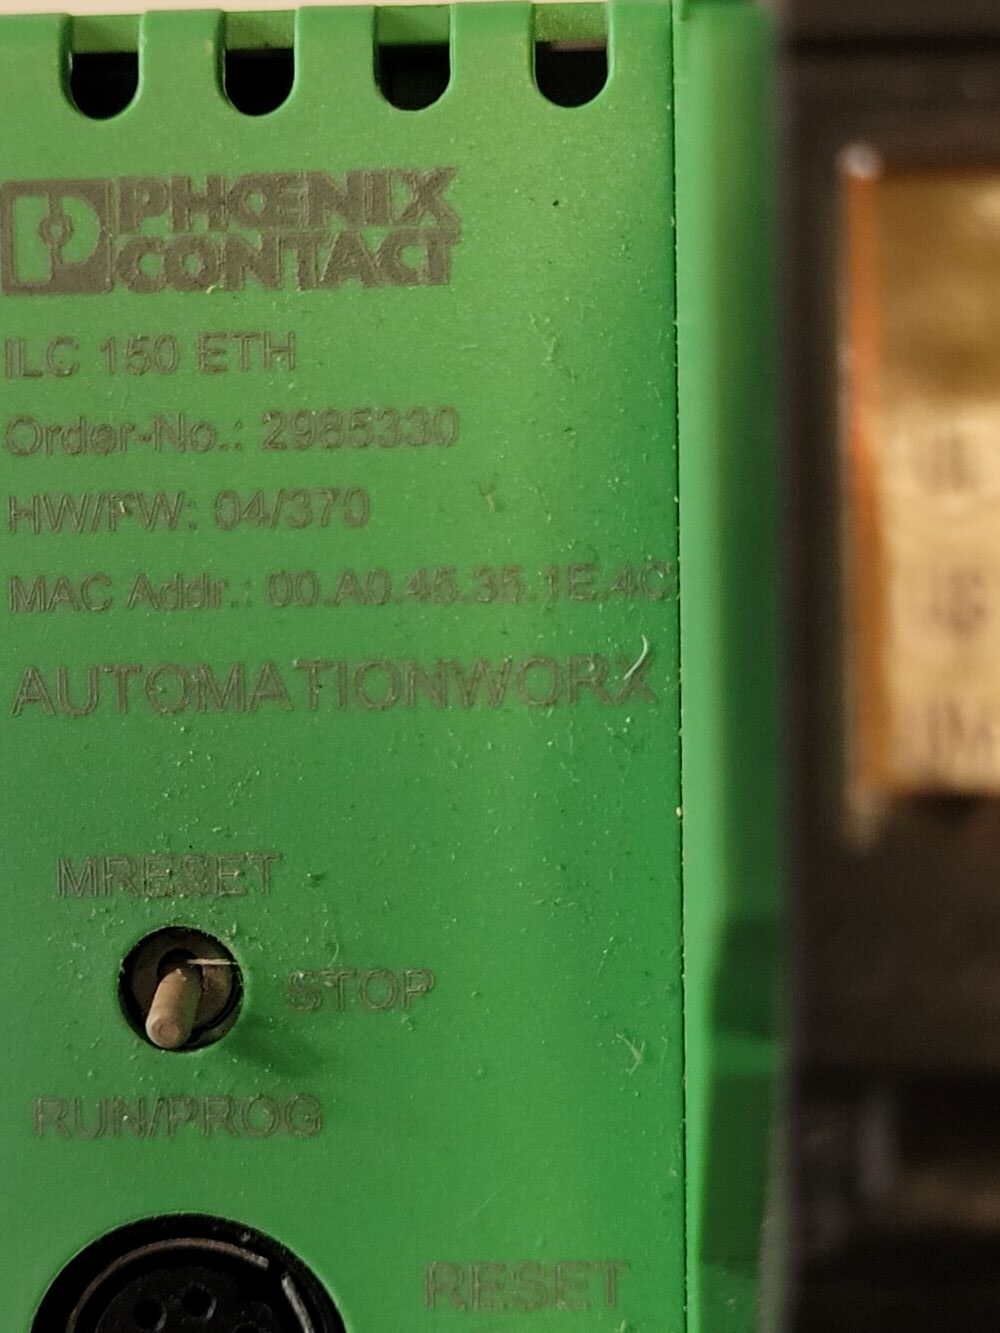 PHŒNIX
CONTACT
ILC 150 ETH
Order-No.: 2985330
HW/FW: 04/370
MAC Addr.: 00.A0.45.35.1E.4C
AUTOMATIONWORX
MRESET
STOP
RUN/PROG
RESET